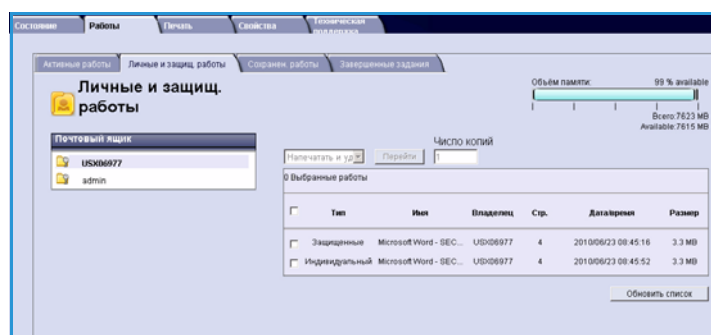 Состояние Работы Печать Свойства Техническая поддержка
Активные работы Личные и защищ. работы Сохранен. работы Завершенные задания
Личные и защищ. работы
Объём памяти: 99 % available
Всего:7623 MB
Available:7615 MB
Почтовый ящик
USX06977
admin
Число копий
Напечатать и уд Перейти 1
0 Выбранные работы
Тип Имя Владелец Стр. Дата/время Размер
Защищенные Microsoft Word - SEC... USX06977 4 2010/06/23 08:45:16 3.3 MB
Индивидуальный Microsoft Word - SEC... USX06977 4 2010/06/23 08:45:52 3.3 MB
Обновить список